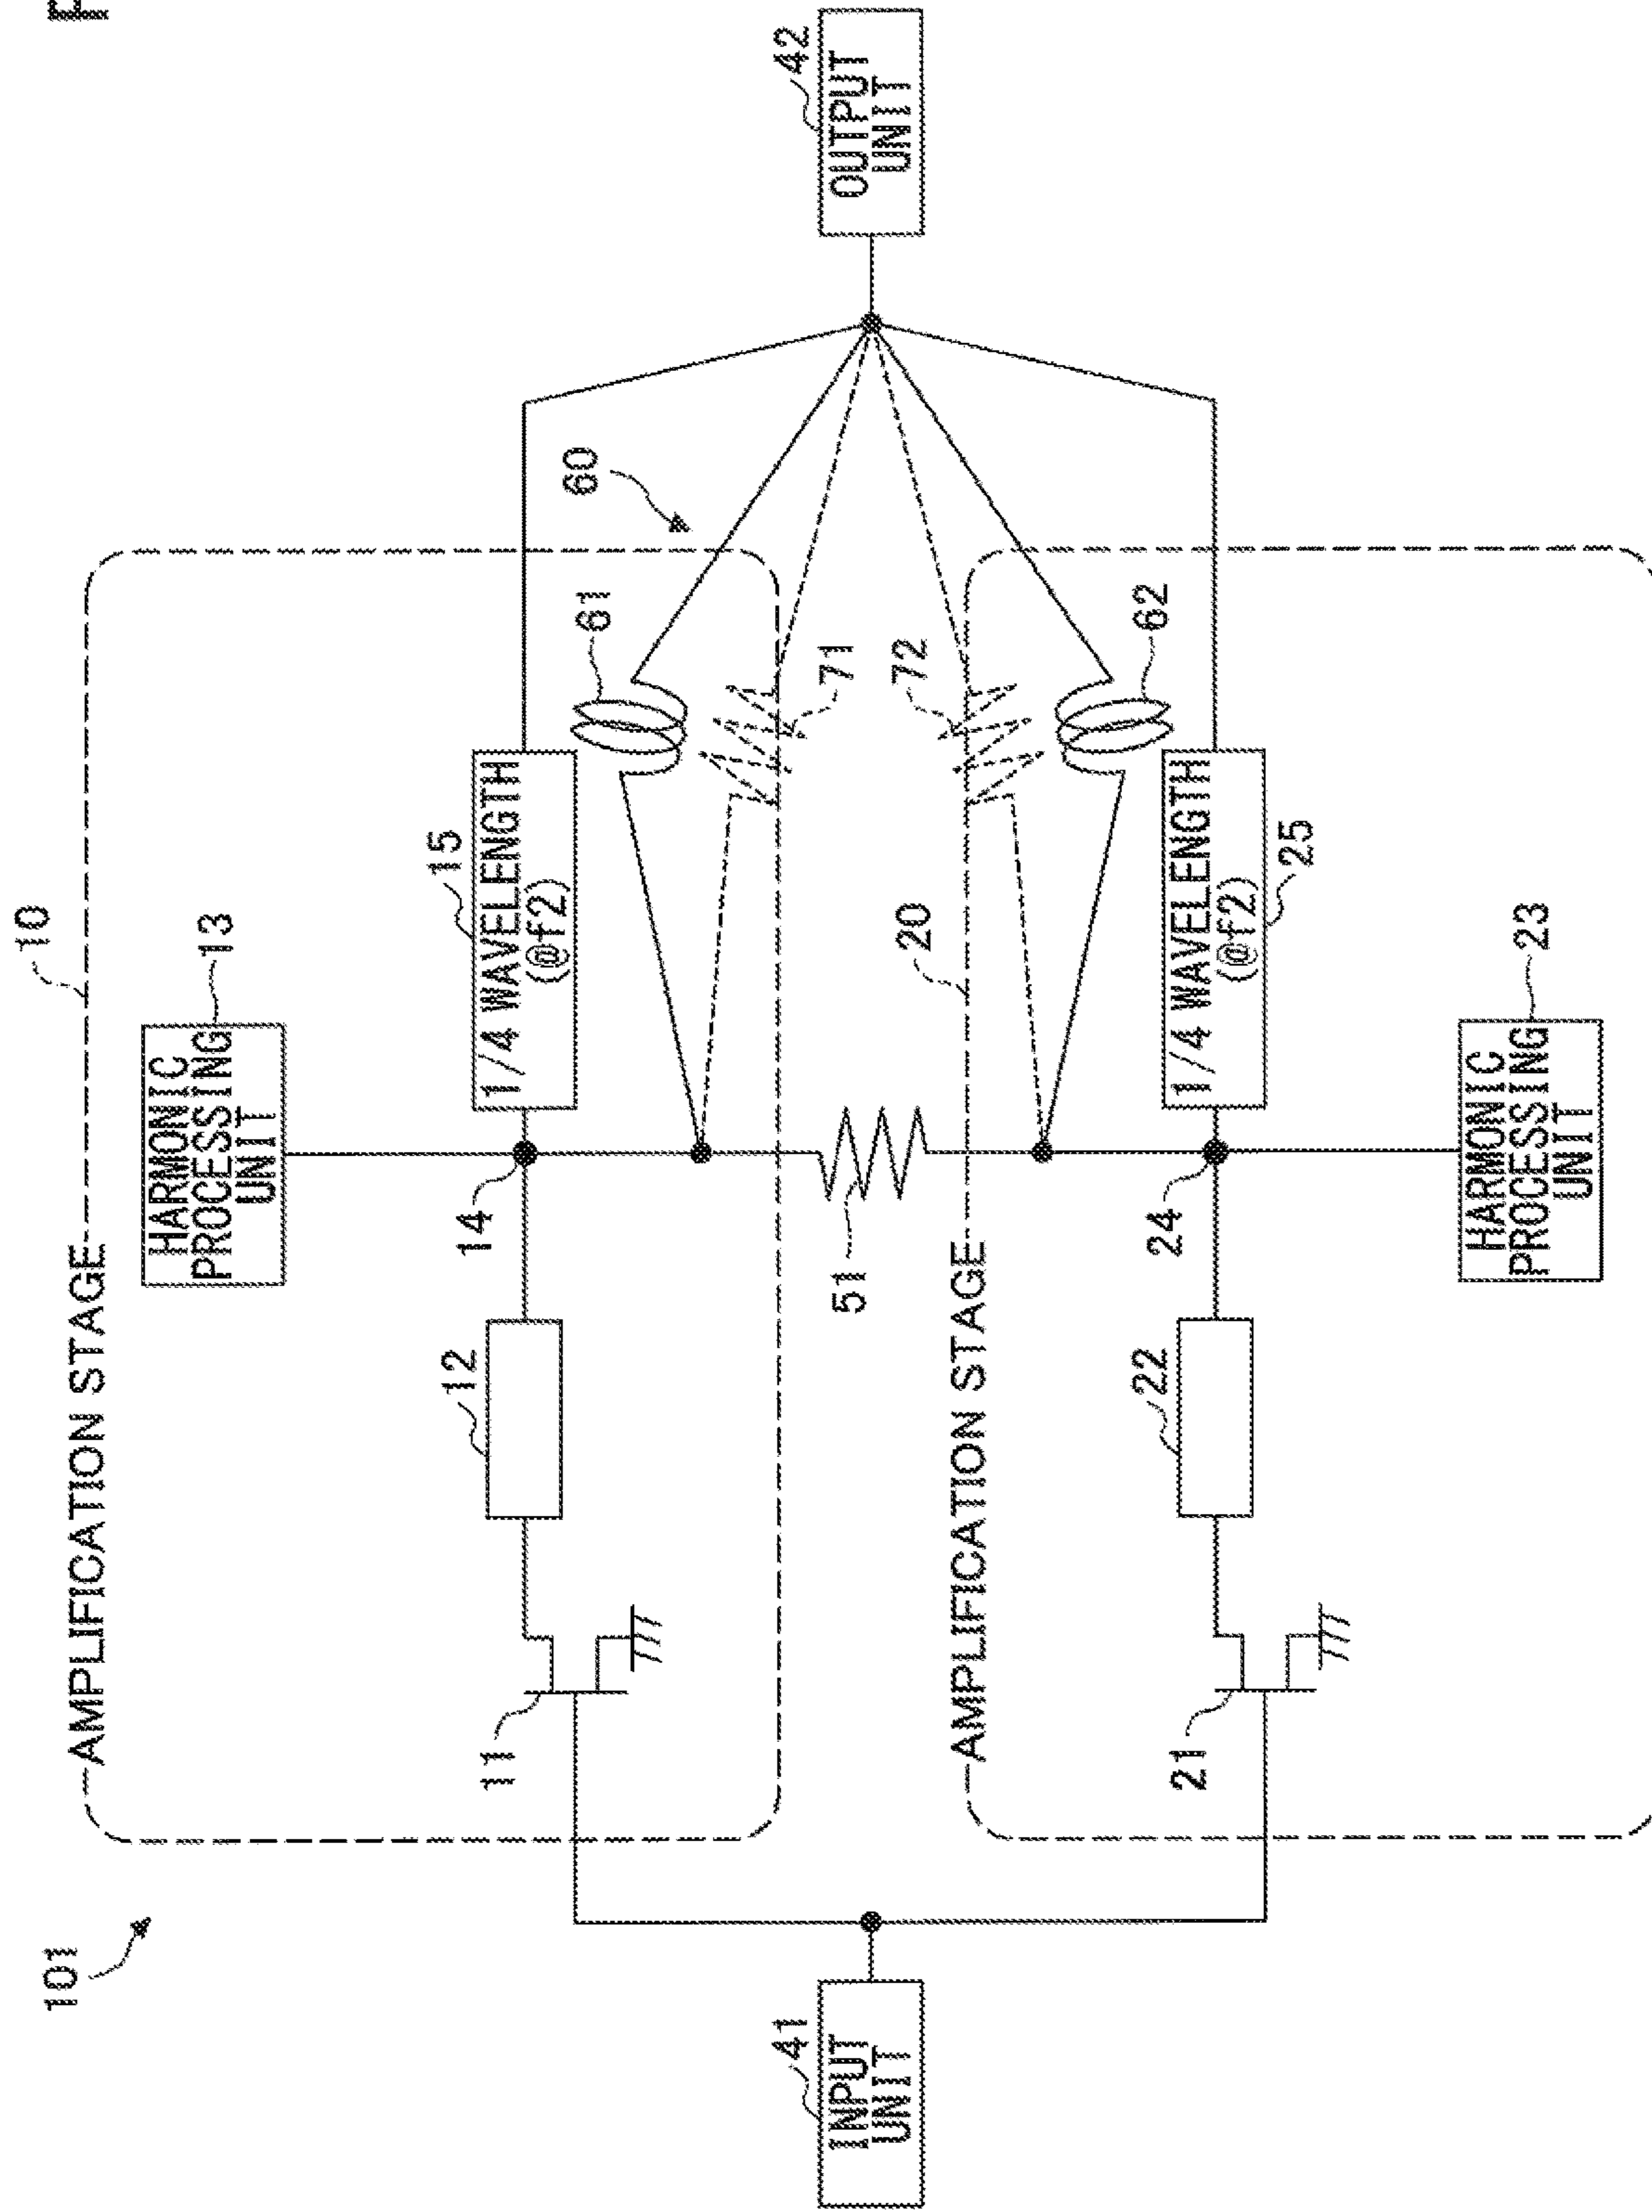 101
AMPLIFICATION STAGE
10
HARMONIC
PROCESSING
UNIT
13
11
12
14
15
1/4 WAVELENGTH
(@f2)
61
60
71
41
INPUT
UNIT
51
42
OUTPUT
UNIT
AMPLIFICATION STAGE
20
72
62
21
22
24
1/4 WAVELENGTH
(@f2)
25
HARMONIC
PROCESSING
UNIT
23